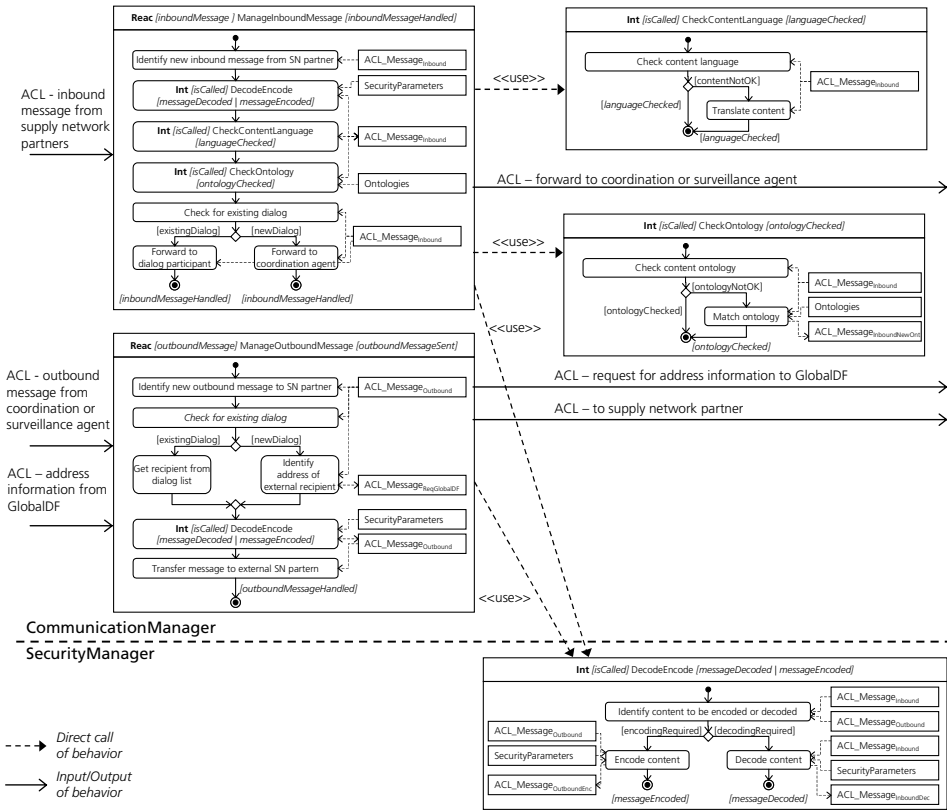 Reac [inboundMessage ] ManageInboundMessage [inboundMessageHandled]
Identify new inbound message from SN partner
ACL_MessageInbound
Int [isCalled] DecodeEncode
[messageDecoded | messageEncoded]
SecurityParameters
Int [isCalled] CheckContentLanguage
[languageChecked]
ACL_MessageInbound
Int [isCalled] CheckOntology
[ontologyChecked]
Ontologies
Check for existing dialog
[existingDialog]
[newDialog]
ACL_MessageInbound
Forward to
dialog participant
Forward to
coordination agent
[inboundMessageHandled]
[inboundMessageHandled]
ACL - inbound
message from
supply network
partners
<<use>>
Int [isCalled] CheckContentLanguage [languageChecked]
Check content language
[contentNotOK]
ACL_MessageInbound
[languageChecked]
Translate content
[languageChecked]
ACL – forward to coordination or surveillance agent
<<use>>
Int [isCalled] CheckOntology [ontologyChecked]
Check content ontology
[ontologyNotOK]
ACL_MessageInbound
[ontologyChecked]
Ontologies
Match ontology
ACL_MessageInboundNewOnt
[ontologyChecked]
<<use>>
Reac [outboundMessage] ManageOutboundMessage [outboundMessageSent]
Identify new outbound message to SN partner
ACL_MessageOutbound
Check for existing dialog
[existingDialog]
[newDialog]
Get recipient from
dialog list
Identify
address of
external recipient
ACL_MessageReqGlobalDF
Int [isCalled] DecodeEncode
[messageDecoded | messageEncoded]
SecurityParameters
ACL_MessageOutbound
Transfer message to external SN partern
[outboundMessageHandled]
ACL - outbound
message from
coordination or
surveillance agent
ACL – address
information from
GlobalDF
ACL – request for address information to GlobalDF
ACL – to supply network partner
<<use>>
CommunicationManager
SecurityManager
Int [isCalled] DecodeEncode [messageDecoded | messageEncoded]
Identify content to be encoded or decoded
ACL_MessageInbound
ACL_MessageOutbound
[encodingRequired]
[decodingRequired]
ACL_MessageOutbound
SecurityParameters
ACL_MessageOutboundEnc
Encode content
Decode content
ACL_MessageInbound
SecurityParameters
ACL_MessageInboundDec
[messageEncoded]
[messageDecoded]
Direct call
of behavior
Input/Output
of behavior